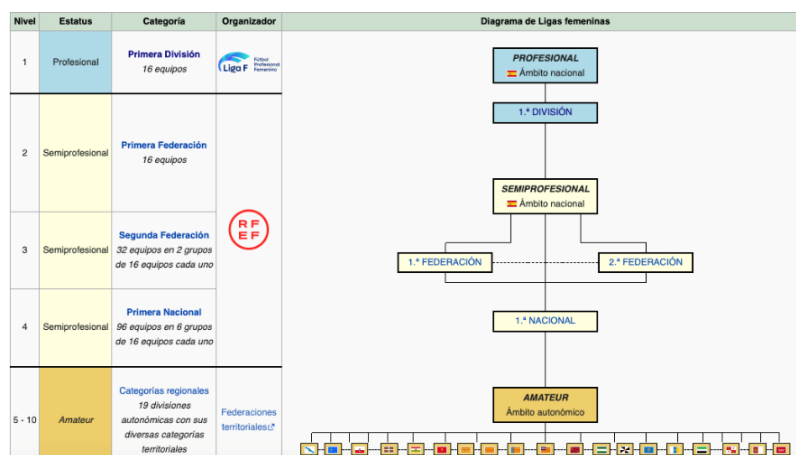 Nivel Estatus Categoría Organizador Diagrama de Ligas femeninas
1 Profesional
Primera División
16 equipos
Liga F Fútbol Profesional Femenino
2 Semiprofesional
Primera Federación
16 equipos
3 Semiprofesional
Segunda Federación
32 equipos en 2 grupos
de 16 equipos cada uno
4 Semiprofesional
Primera Nacional
96 equipos en 6 grupos
de 16 equipos cada uno
RF
EF
5 - 10 Amateur
Categorías regionales
19 divisiones
autonómicas con sus
diversas categorías
territoriales
Federaciones
territoriales
PROFESIONAL
Ámbito nacional
1.ª DIVISIÓN
SEMIPROFESIONAL
Ámbito nacional
1.ª FEDERACIÓN 2.ª FEDERACIÓN
1.ª NACIONAL
AMATEUR
Ámbito autonómico